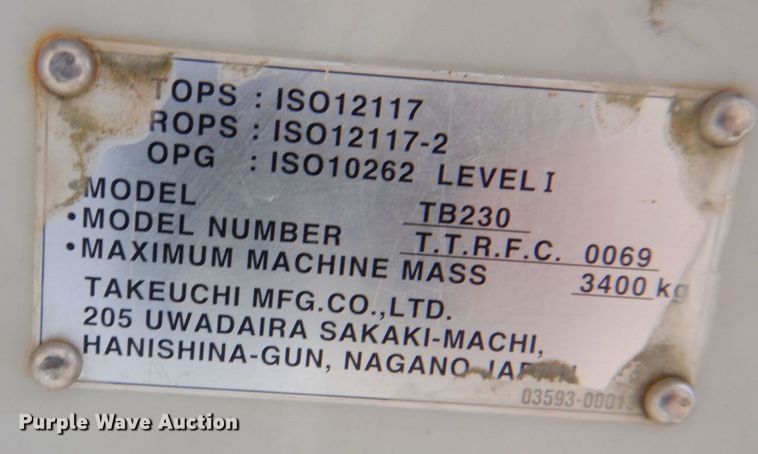 TOPS : ISO12117
ROPS : ISO12117-2
OPG : ISO10262 LEVEL I
•MODEL TB230
•MODEL NUMBER T.T.R.F.C. 0069
•MAXIMUM MACHINE MASS 3400 kg
TAKEUCHI MFG.CO.,LTD.
205 UWADAIRA SAKAKI-MACHI,
HANISHINA-GUN, NAGANO JAPAN
Purple Wave Auction